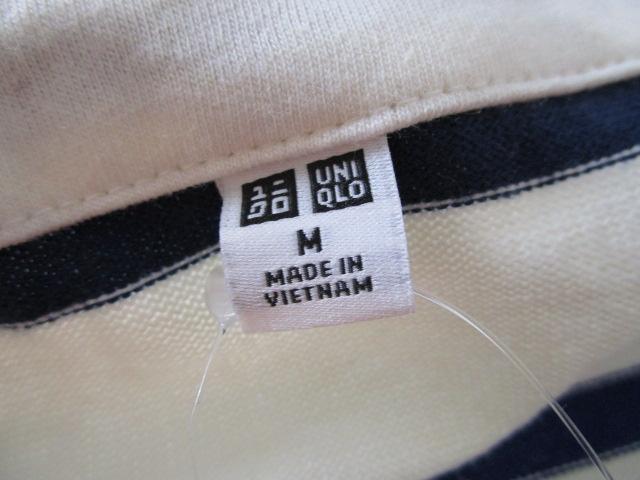 ユニ UNI
クロ QLO
M
MADE IN
VIETNAM